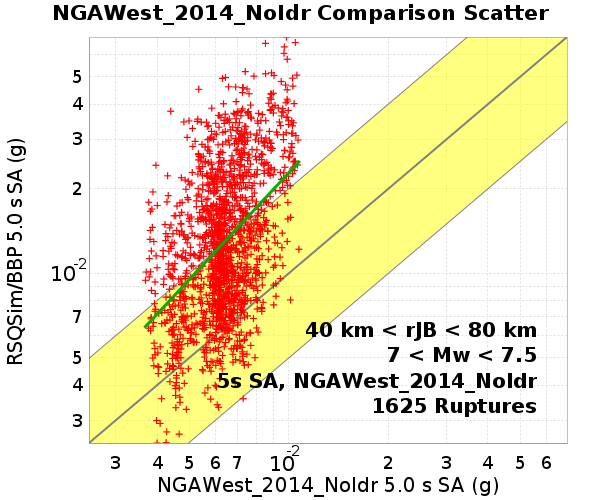 NGAWest_2014_NoIdr Comparison Scatter
RSQSim/BBP 5.0 s SA (g)
5
4
3
2
10-2
7
5
4
3
40 km < rJB < 80 km
7 < Mw < 7.5
5s SA, NGAWest_2014_NoIdr
1625 Ruptures
3 4 5 6 7 10-2 2 3 4 5 6
NGAWest_2014_NoIdr 5.0 s SA (g)